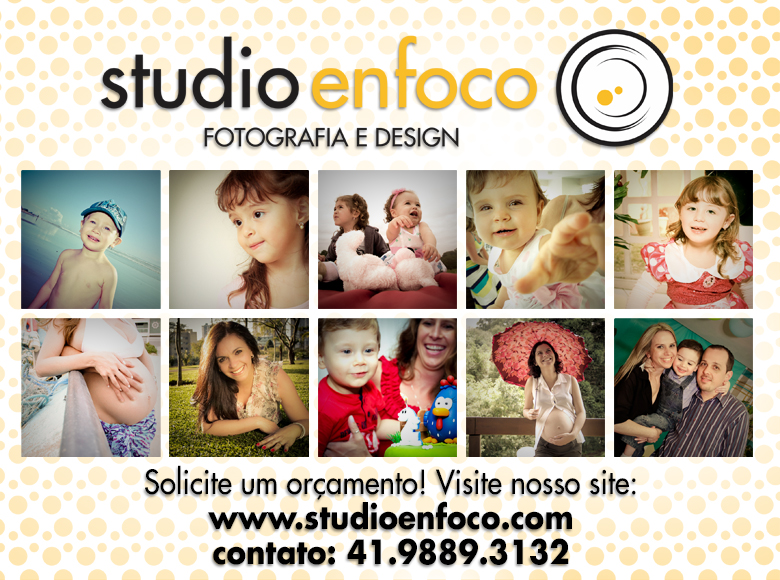 studio enfoco
FOTOGRAFIA E DESIGN
Solicite um orçamento! Visite nosso site:
www.studioenfoco.com
contato: 41.9889.3132